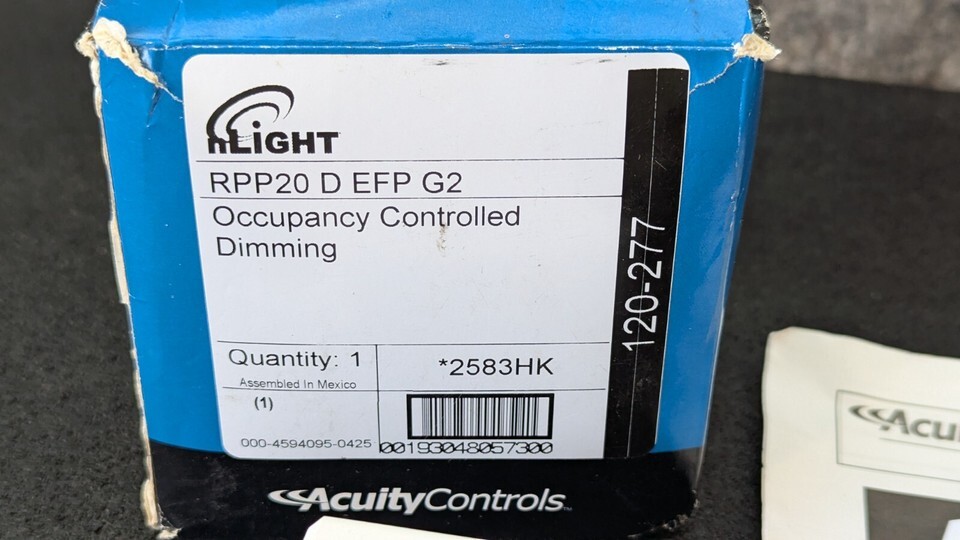 nLIGHT
RPP20 D EFP G2
Occupancy Controlled
Dimming
120-277
Quantity: 1
*2583HK
Assembled In Mexico
(1)
000-4594095-0425
00193048057300
AcuityControls